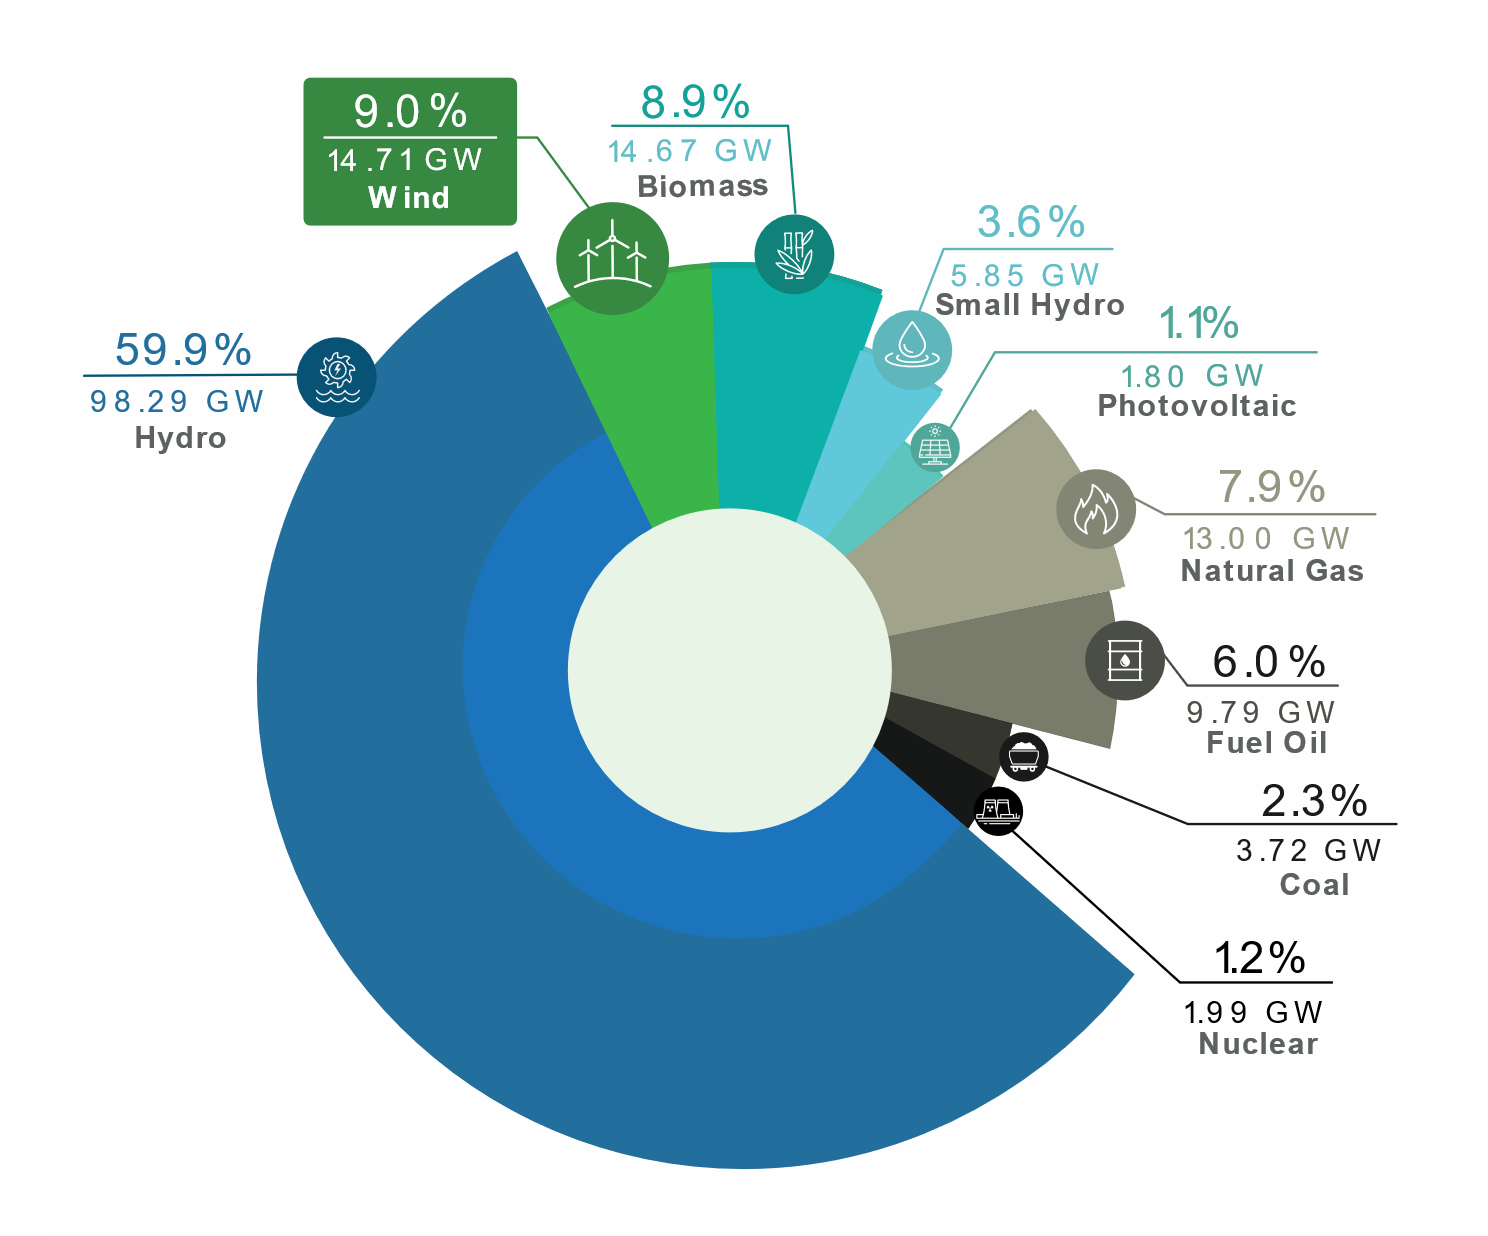 9.0%
14.71 GW
Wind
8.9%
14.67 GW
Biomass
3.6%
5.85 GW
Small Hydro
1.1%
1.80 GW
Photovoltaic
59.9%
98.29 GW
Hydro
7.9%
13.00 GW
Natural Gas
6.0%
9.79 GW
Fuel Oil
2.3%
3.72 GW
Coal
1.2%
1.99 GW
Nuclear